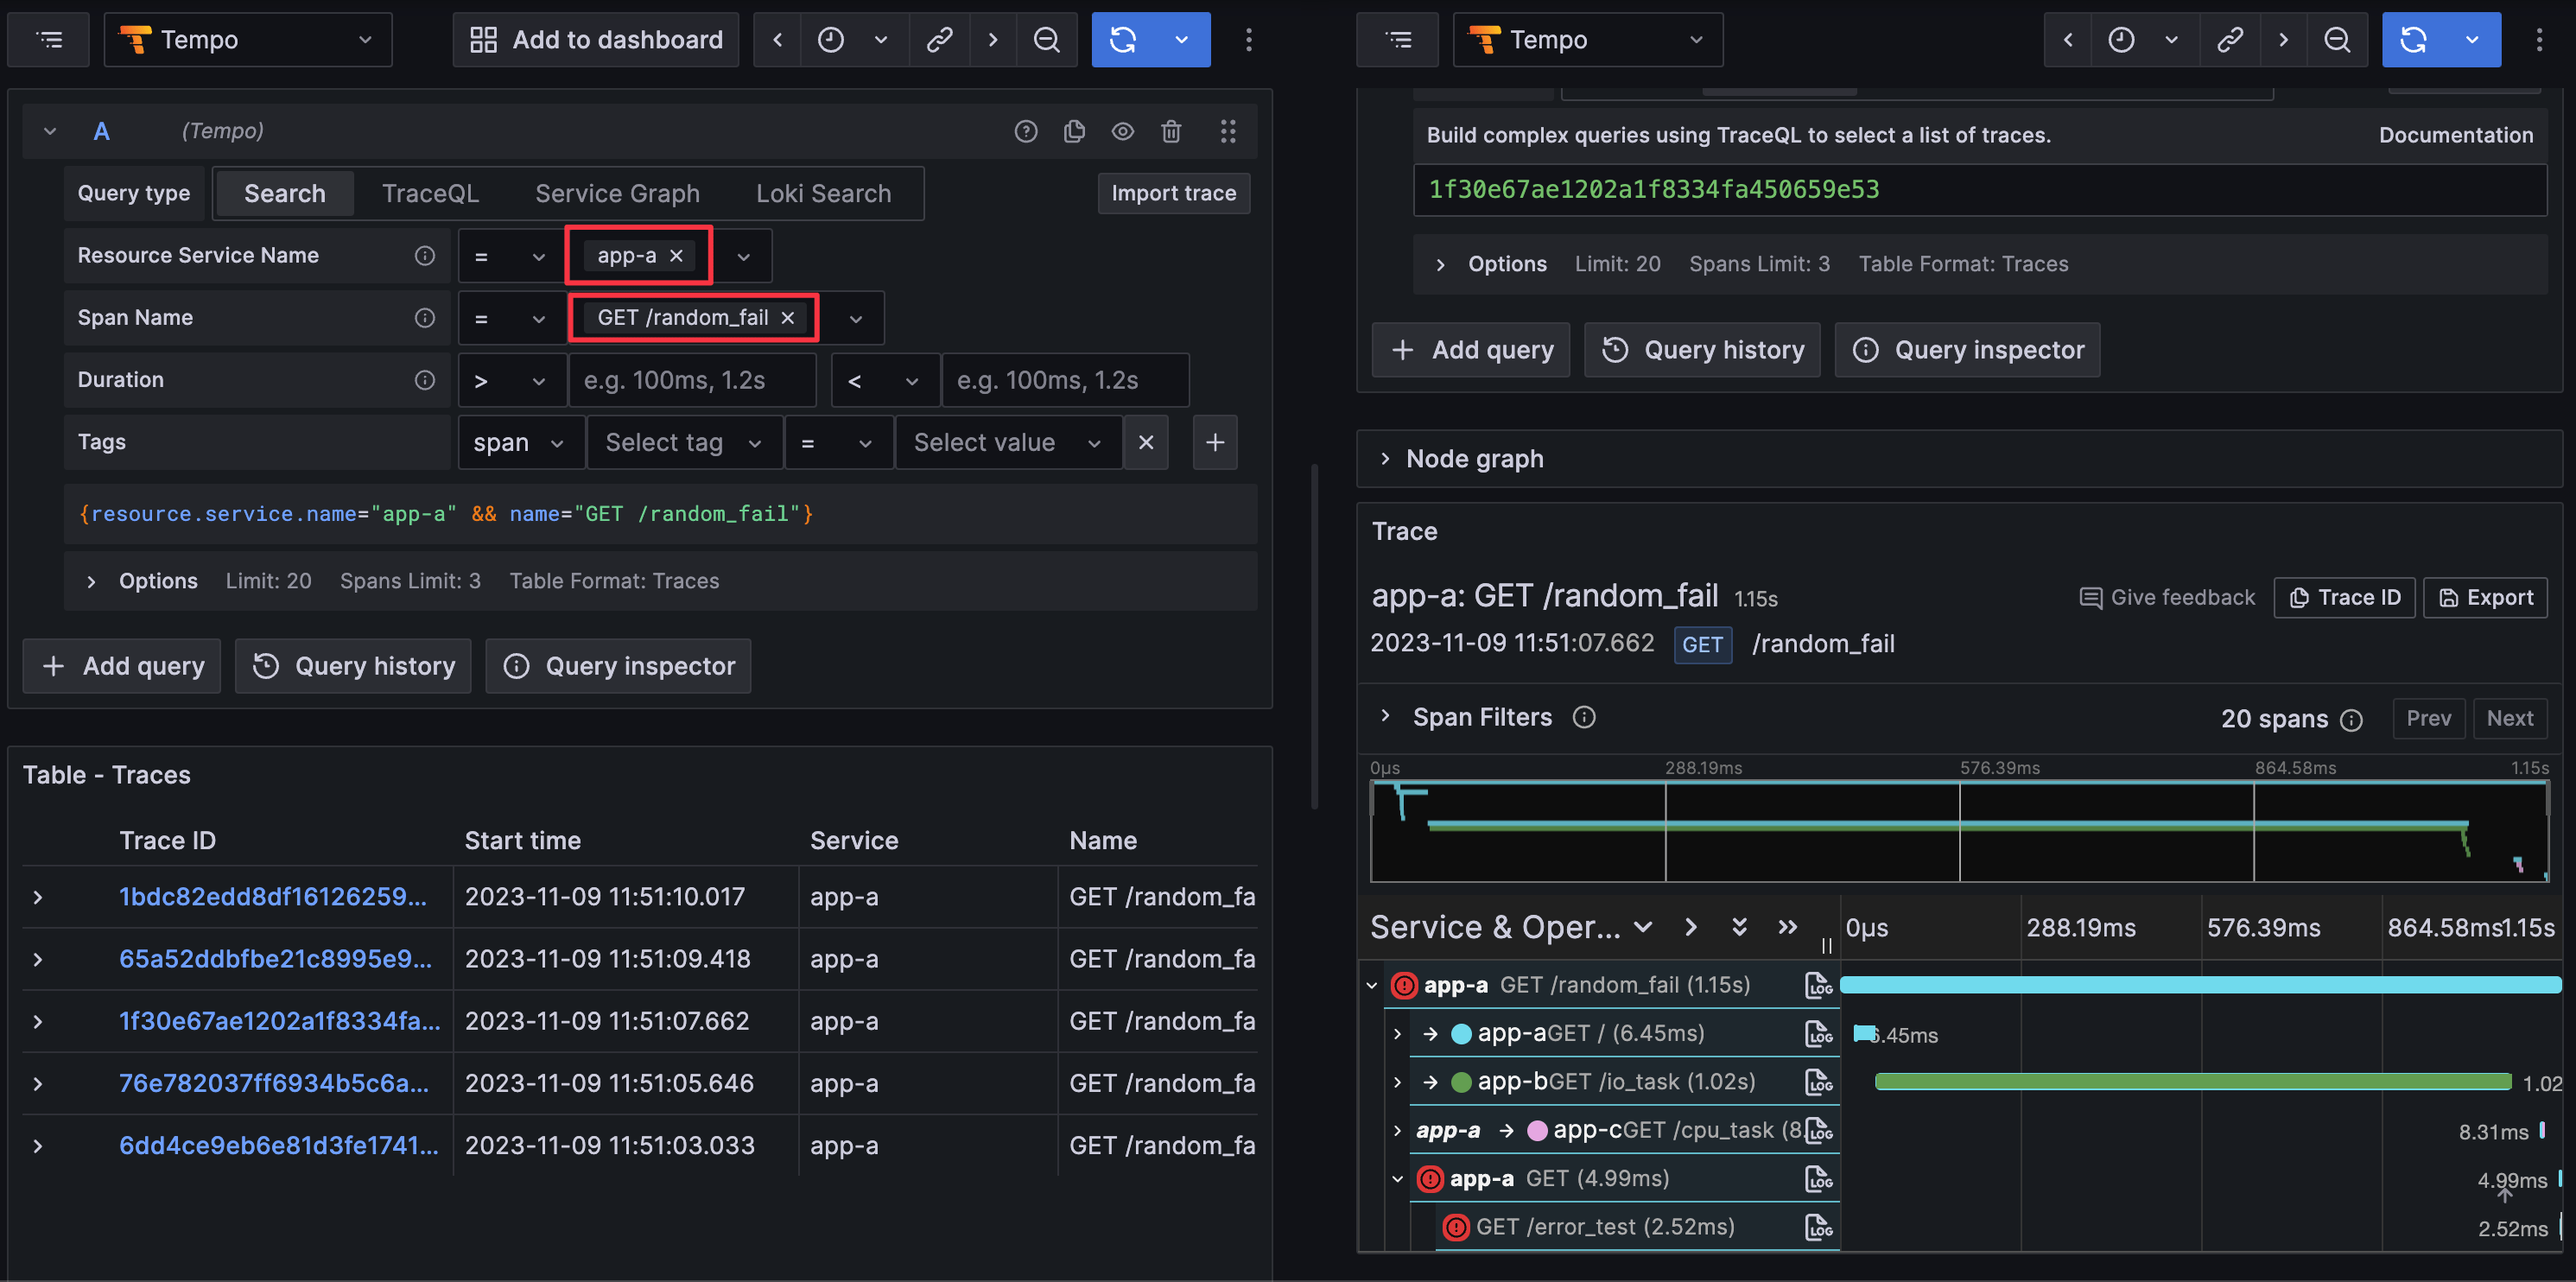 Tempo
Add to dashboard
A (Tempo)
Query type Search TraceQL Service Graph Loki Search Import trace
Resource Service Name = app-a ×
Span Name = GET /random_fail ×
Duration > e.g. 100ms, 1.2s < e.g. 100ms, 1.2s
Tags span Select tag = Select value
{resource.service.name="app-a" && name="GET /random_fail"}
Options Limit: 20 Spans Limit: 3 Table Format: Traces
+ Add query Query history Query inspector
Table - Traces
Trace ID Start time Service Name
1bdc82edd8df16126259... 2023-11-09 11:51:10.017 app-a GET /random_fa
65a52ddbfbe21c8995e9... 2023-11-09 11:51:09.418 app-a GET /random_fa
1f30e67ae1202a1f8334fa... 2023-11-09 11:51:07.662 app-a GET /random_fa
76e782037ff6934b5c6a... 2023-11-09 11:51:05.646 app-a GET /random_fa
6dd4ce9eb6e81d3fe1741... 2023-11-09 11:51:03.033 app-a GET /random_fa
Tempo
Build complex queries using TraceQL to select a list of traces. Documentation
1f30e67ae1202a1f8334fa450659e53
Options Limit: 20 Spans Limit: 3 Table Format: Traces
+ Add query Query history Query inspector
Node graph
Trace
app-a: GET /random_fail 1.15s Give feedback Trace ID Export
2023-11-09 11:51:07.662 GET /random_fail
Span Filters 20 spans Prev Next
0μs 288.19ms 576.39ms 864.58ms 1.15s
Service & Oper... 0μs 288.19ms 576.39ms 864.58ms1.15s
app-a GET /random_fail (1.15s) LOG
app-aGET / (6.45ms) LOG 6.45ms
app-bGET /io_task (1.02s) LOG 1.02
app-a → app-cGET /cpu_task (8. LOG 8.31ms
app-a GET (4.99ms) LOG 4.99ms
GET /error_test (2.52ms) LOG 2.52ms